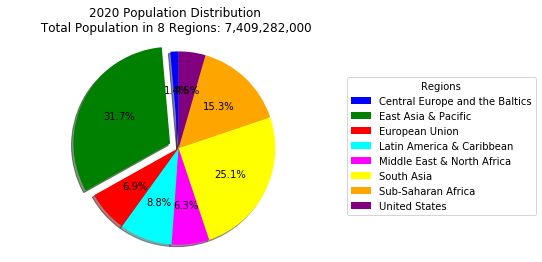 2020 Population Distribution
Total Population in 8 Regions: 7,409,282,000
31.7%
15.3%
25.1%
6.9%
8.8%
6.3%
Regions
Central Europe and the Baltics
East Asia & Pacific
European Union
Latin America & Caribbean
Middle East & North Africa
South Asia
Sub-Saharan Africa
United States